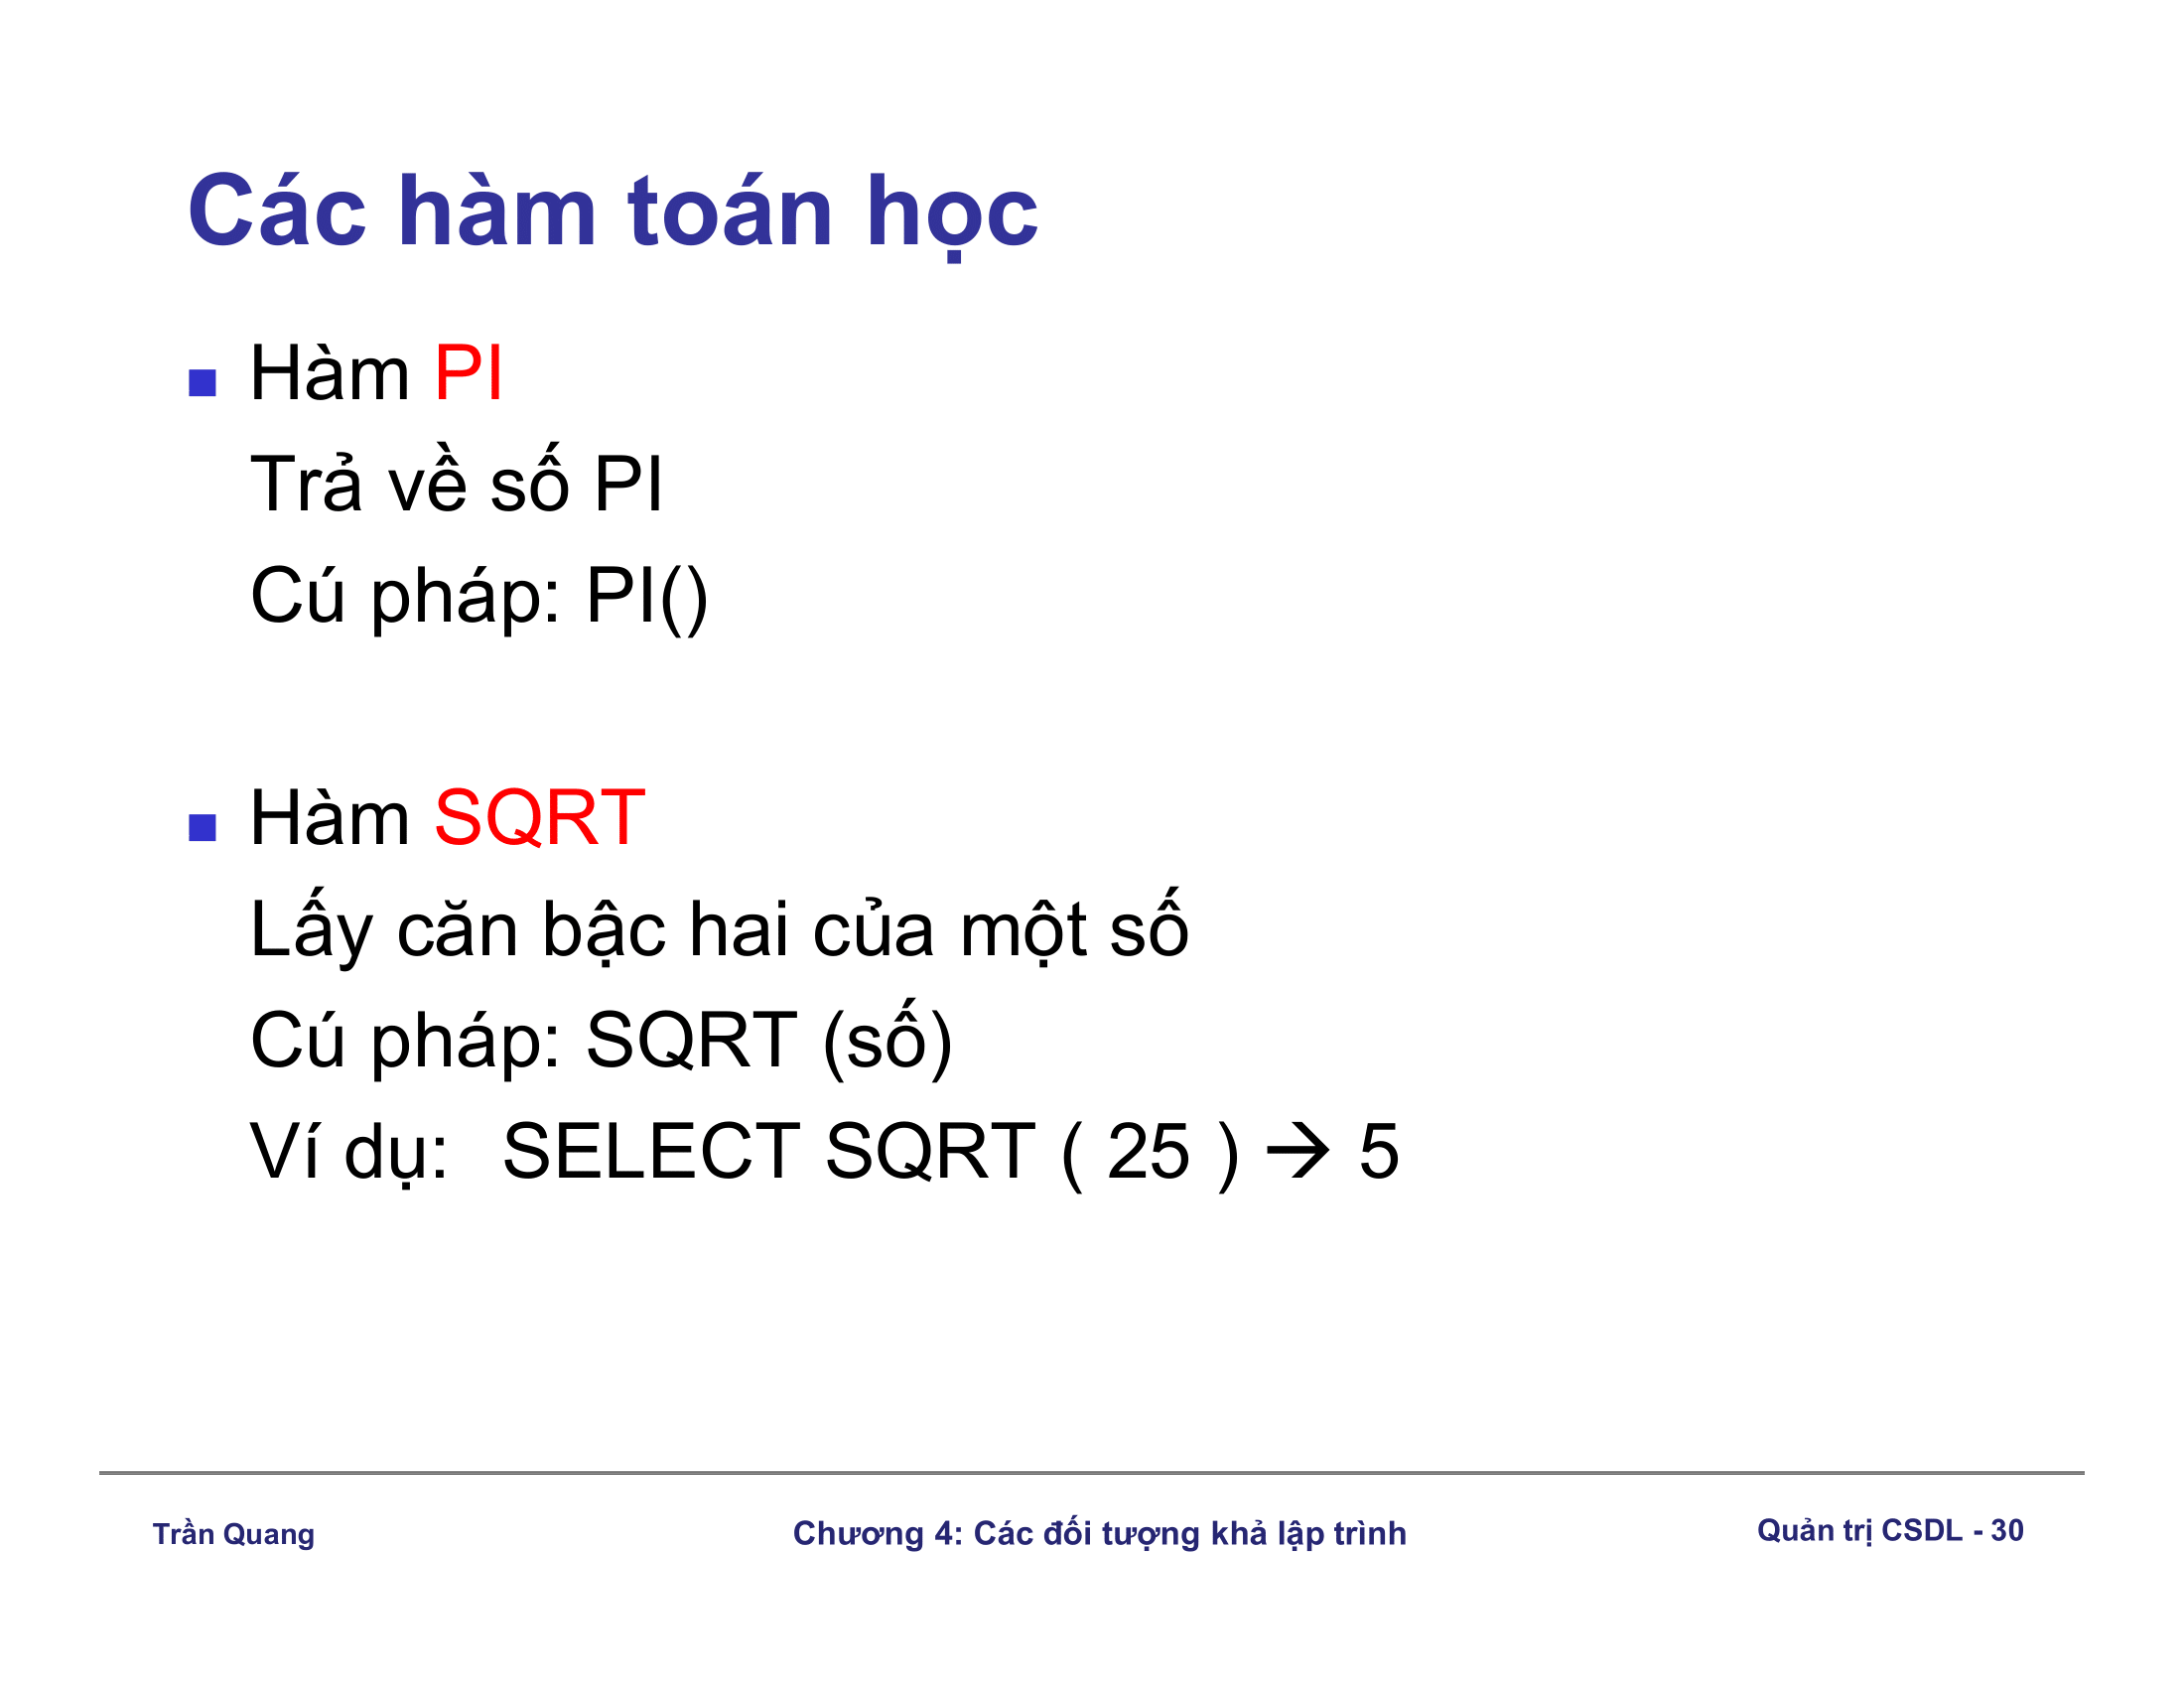 Các hàm toán học
Hàm PI
Trả về số PI
Cú pháp: PI()
Hàm SQRT
Lấy căn bậc hai của một số
Cú pháp: SQRT (số)
Ví dụ: SELECT SQRT ( 25 ) → 5
Trần Quang
Chương 4: Các đối tượng khả lập trình
Quản trị CSDL - 30